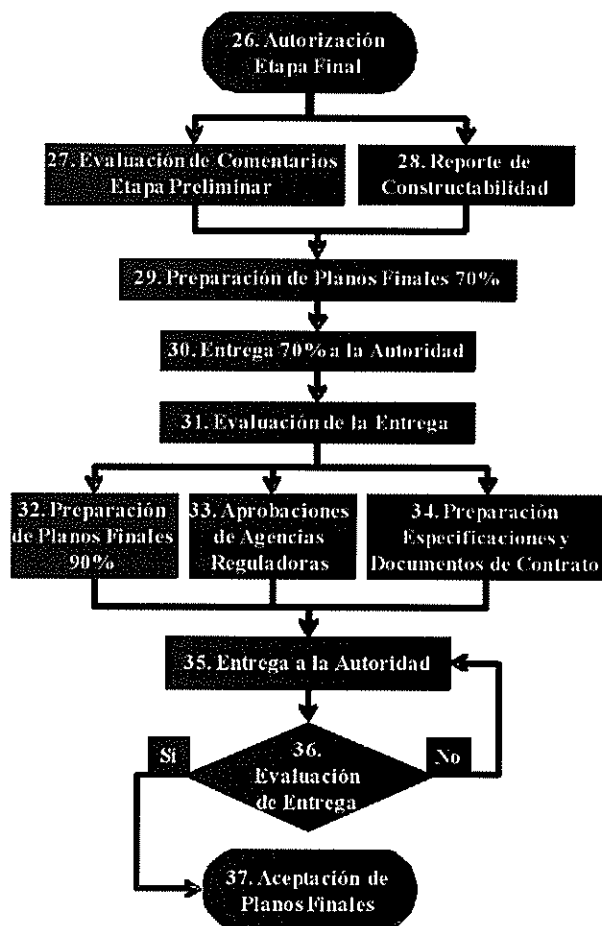 26. Autorización
Etapa Final
27. Evaluación de Comentarios
Etapa Preliminar
28. Reporte de
Constructabilidad
29. Preparación de Planos Finales 70%
30. Entrega 70% a la Autoridad
31. Evaluación de la Entrega
32. Preparación
de Planos Finales
90%
33. Aprobaciones
de Agencias
Reguladoras
34. Preparación
Especificaciones y
Documentos de Contrato
35. Entrega a la Autoridad
Sí
36.
Evaluación
de Entrega
No
37. Aceptación de
Planos Finales